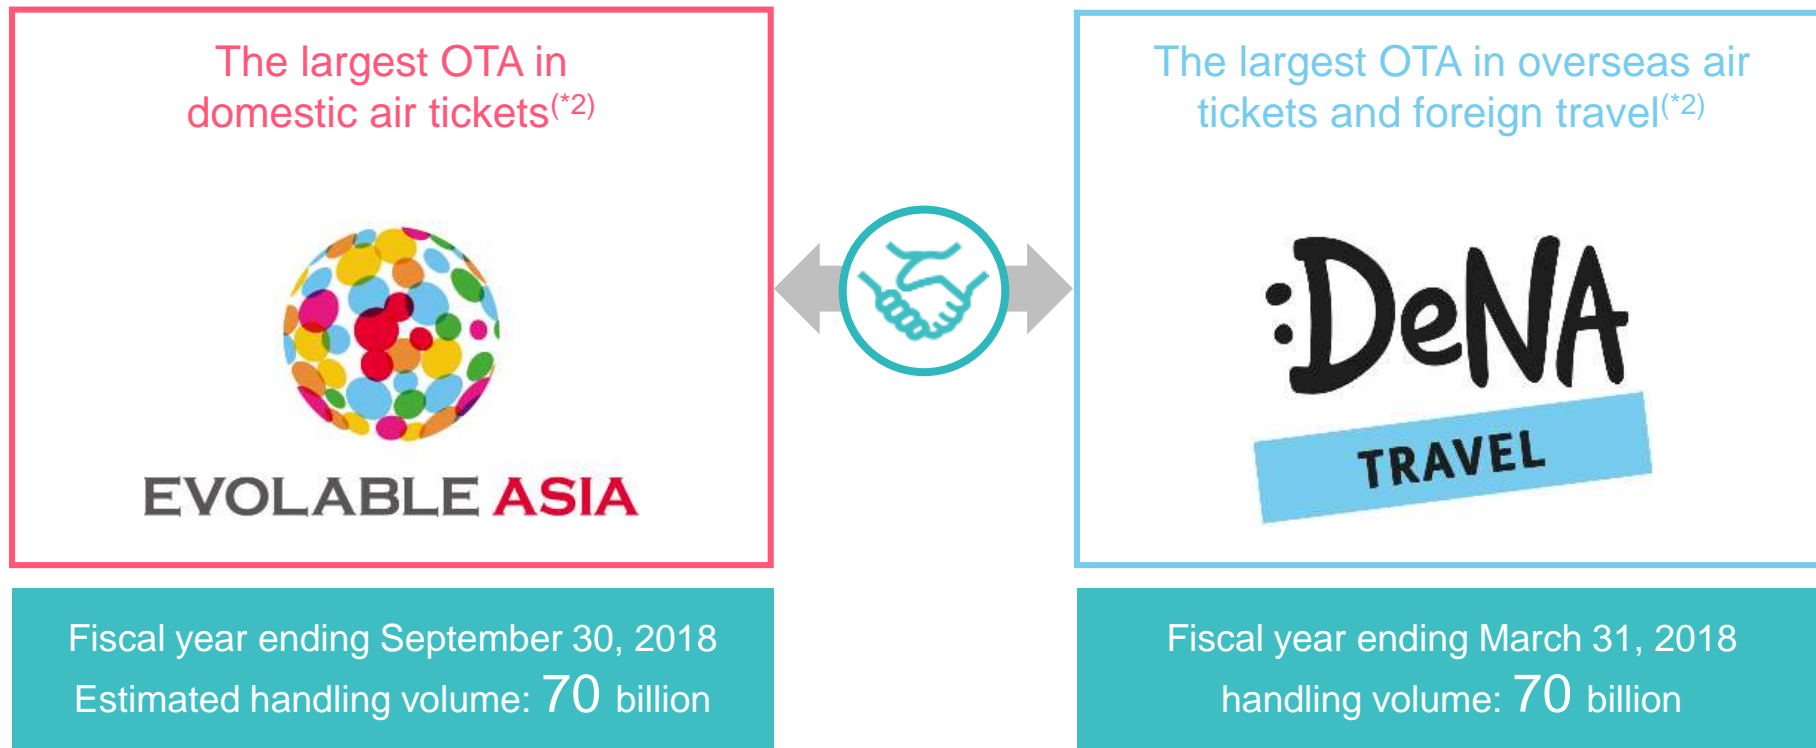 The largest OTA in
domestic air tickets(*2)
EVOLABLE ASIA
Fiscal year ending September 30, 2018
Estimated handling volume: 70 billion
The largest OTA in overseas air
tickets and foreign travel(*2)
:DeNA
TRAVEL
Fiscal year ending March 31, 2018
handling volume: 70 billion